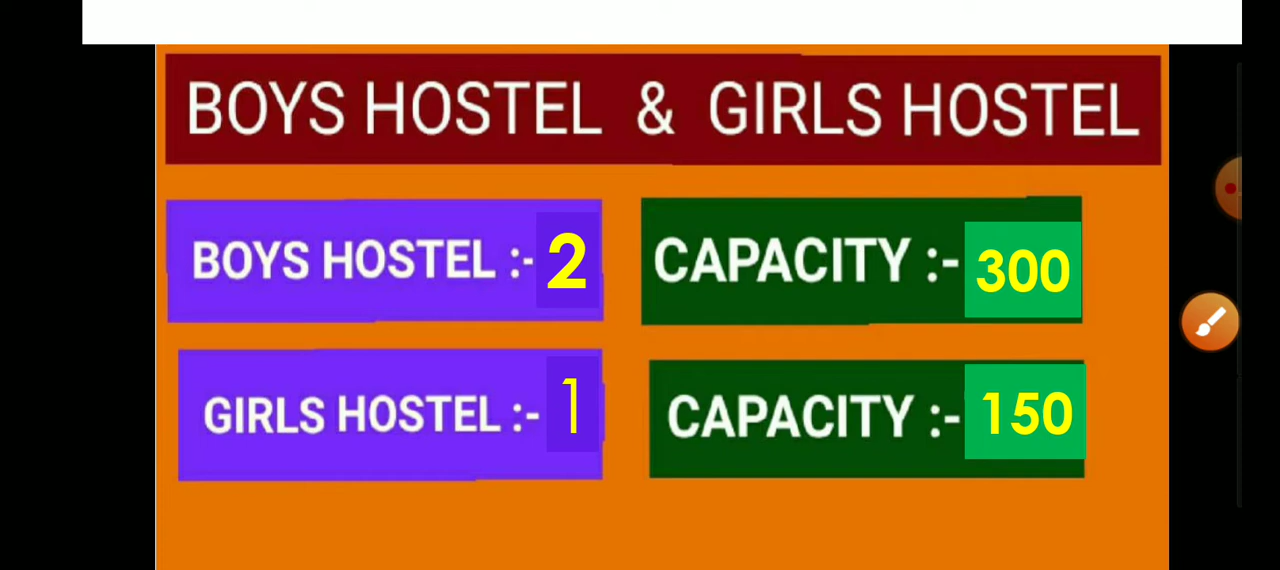 BOYS HOSTEL & GIRLS HOSTEL
BOYS HOSTEL :- 2 CAPACITY :- 300
GIRLS HOSTEL :- 1 CAPACITY :- 150